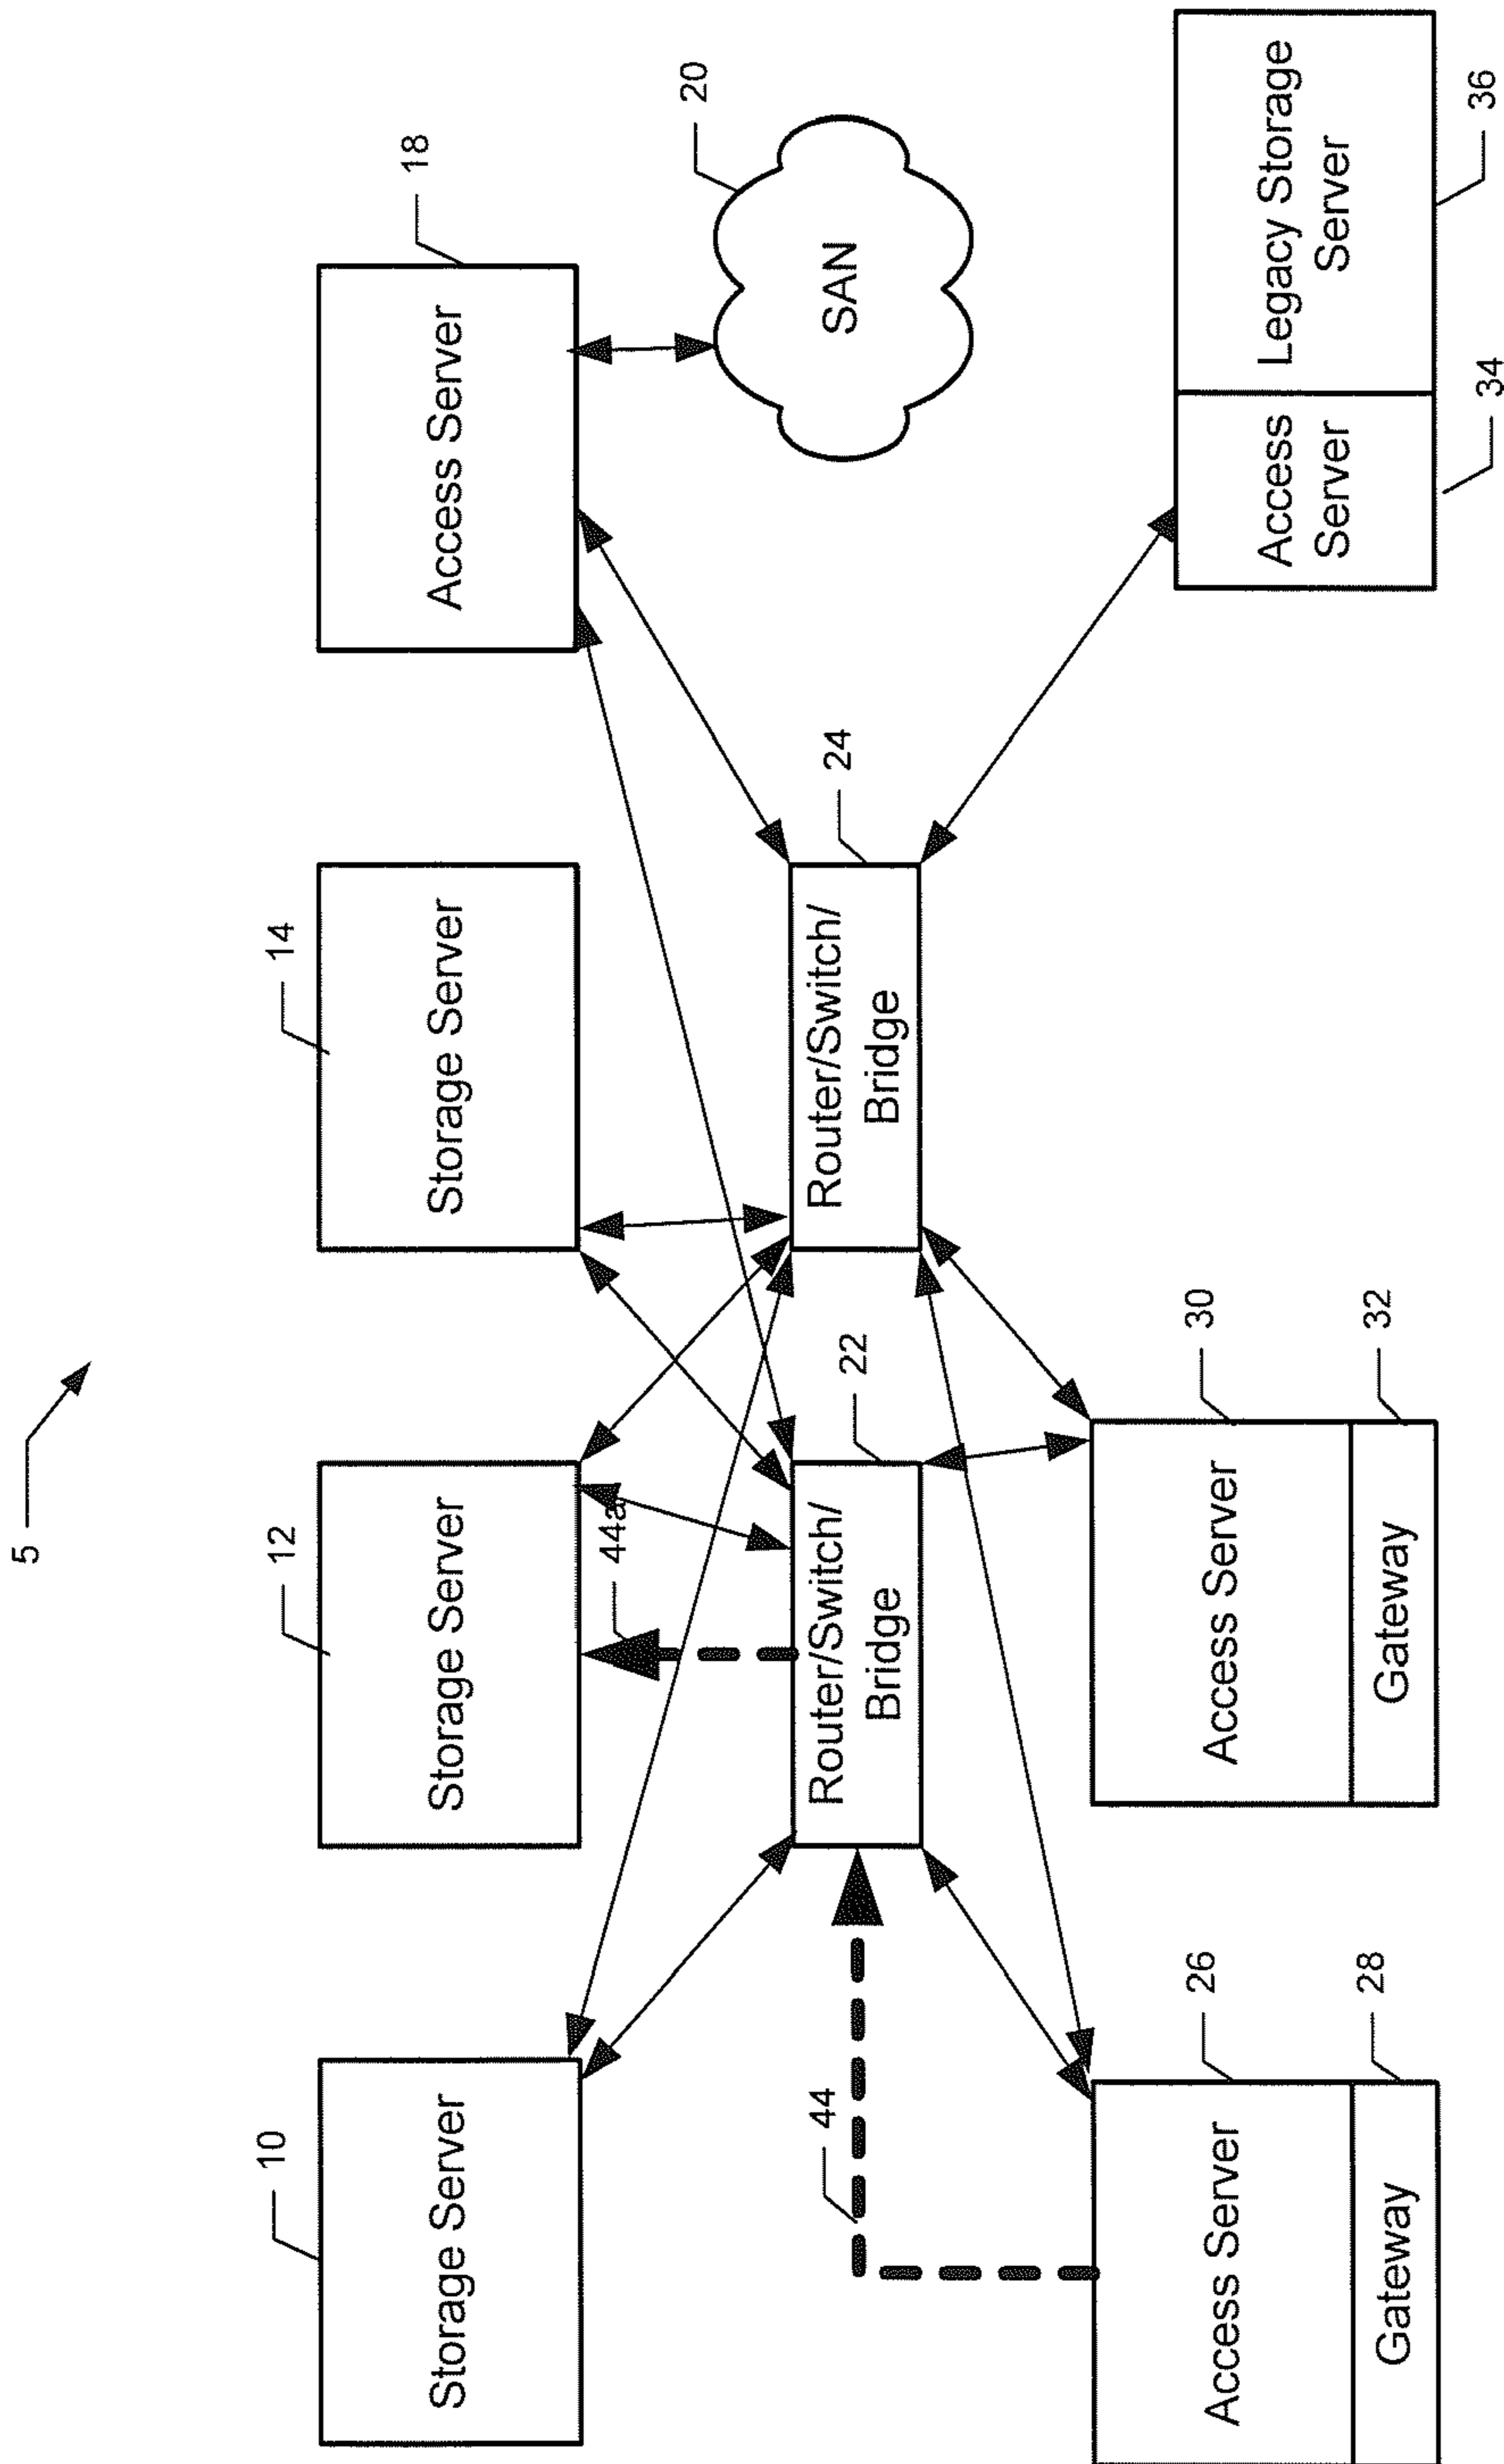 5
10
Storage Server
12
Storage Server
14
Storage Server
18
Access Server
44a
20
SAN
22
Router/Switch/
Bridge
24
Router/Switch/
Bridge
44
26
Access Server
28
Gateway
30
Access Server
32
Gateway
Access
Server
34
Legacy Storage
Server
36